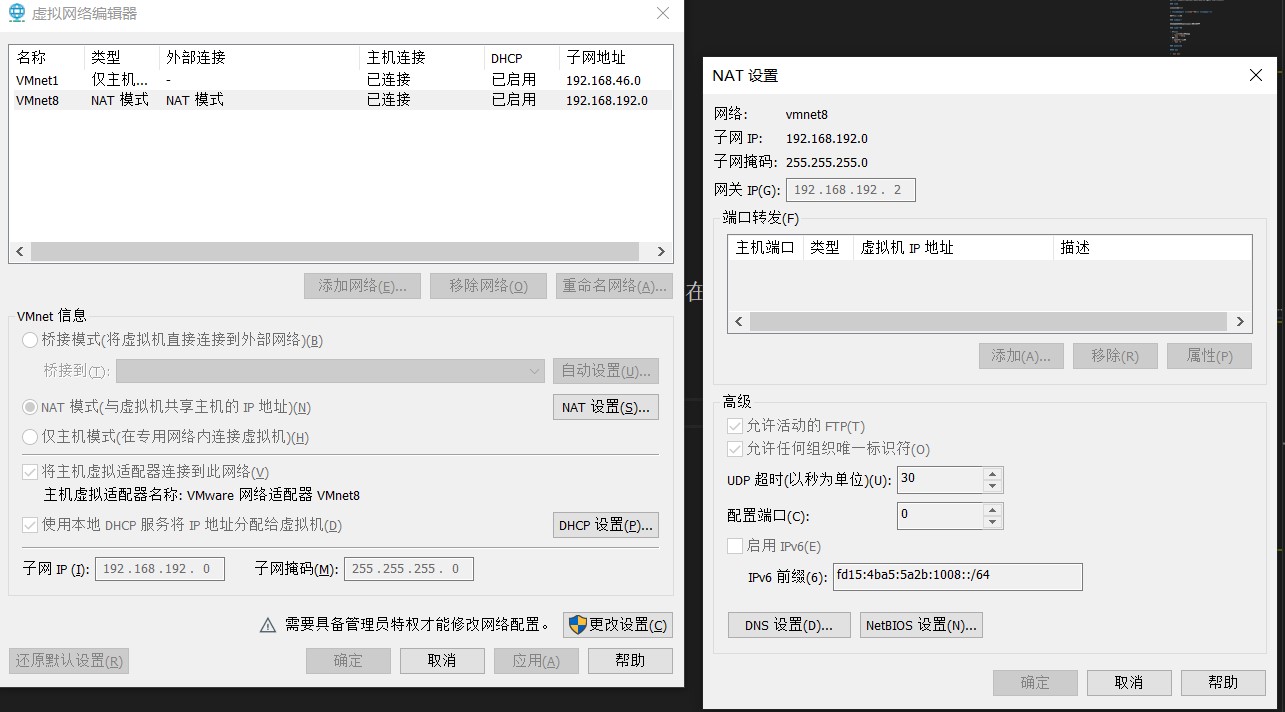 虚拟网络编辑器
名称 类型 外部连接 主机连接 DHCP 子网地址
VMnet1 仅主机... - 已连接 已启用 192.168.46.0
VMnet8 NAT 模式 NAT 模式 已连接 已启用 192.168.192.0
添加网络(E)... 移除网络(O) 重命名网络(A)...
VMnet 信息
桥接模式(将虚拟机直接连接到外部网络)(B)
桥接到(T): 自动设置(U)...
NAT 模式(与虚拟机共享主机的 IP 地址)(N) NAT 设置(S)...
仅主机模式(在专用网络内连接虚拟机)(H)
将主机虚拟适配器连接到此网络(V)
主机虚拟适配器名称: VMware 网络适配器 VMnet8
使用本地 DHCP 服务将 IP 地址分配给虚拟机(D) DHCP 设置(P)...
子网 IP (I): 192.168.192. 0 子网掩码(M): 255.255.255. 0
需要具备管理员特权才能修改网络配置。 更改设置(C)
还原默认设置(R) 确定 取消 应用(A) 帮助
在
NAT 设置
网络: vmnet8
子网 IP: 192.168.192.0
子网掩码: 255.255.255.0
网关 IP(G): 192.168.192. 2
端口转发(F)
主机端口 类型 虚拟机 IP 地址 描述
添加(A)... 移除(R) 属性(P)
高级
允许活动的 FTP(T)
允许任何组织唯一标识符(O)
UDP 超时(以秒为单位)(U): 30
配置端口(C): 0
启用 IPv6(E)
IPv6 前缀(6): fd15:4ba5:5a2b:1008::/64
DNS 设置(D)... NetBIOS 设置(N)...
确定 取消 帮助